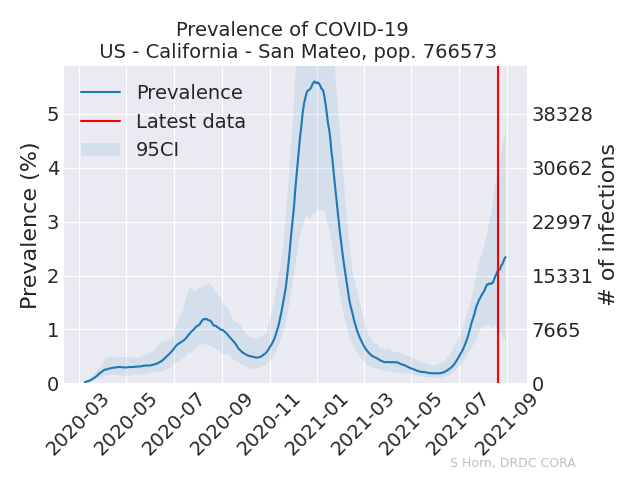 Prevalence of COVID-19
US - California - San Mateo, pop. 766573
Prevalence
Latest data
95CI
Prevalence (%)
5
4
3
2
1
0
38328
30662
22997
15331
7665
0
# of infections
2020-03
2020-05
2020-07
2020-09
2020-11
2021-01
2021-03
2021-05
2021-07
2021-09
S Horn, DRDC CORA